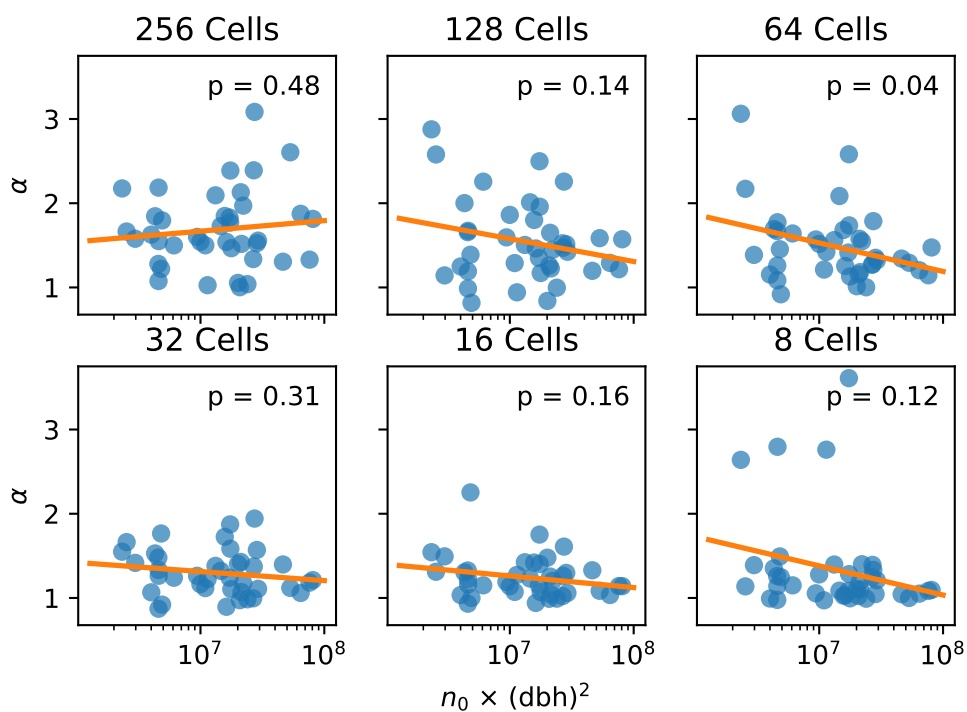 256 Cells
128 Cells
64 Cells
p = 0.48
p = 0.14
p = 0.04
3
2
1
α
32 Cells
16 Cells
8 Cells
p = 0.31
p = 0.16
p = 0.12
3
2
1
α
10⁷ 10⁸
10⁷ 10⁸
10⁷ 10⁸
n₀ × (dbh)²